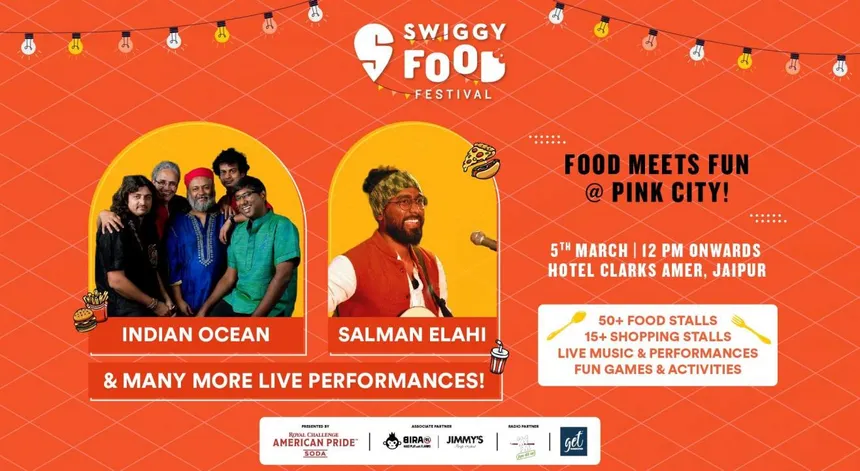 SWIGGY
FOOD
FESTIVAL
FOOD MEETS FUN
@ PINK CITY!
5TH MARCH | 12 PM ONWARDS
HOTEL CLARKS AMER, JAIPUR
INDIAN OCEAN
SALMAN ELAHI
& MANY MORE LIVE PERFORMANCES!
50+ FOOD STALLS
15+ SHOPPING STALLS
LIVE MUSIC & PERFORMANCES
FUN GAMES & ACTIVITIES
PRESENTED BY
ROYAL CHALLENGE
AMERICAN PRIDE
SODA
ASSOCIATE PARTNER
BIRA 91
JIMMY'S
RADIO PARTNER
get